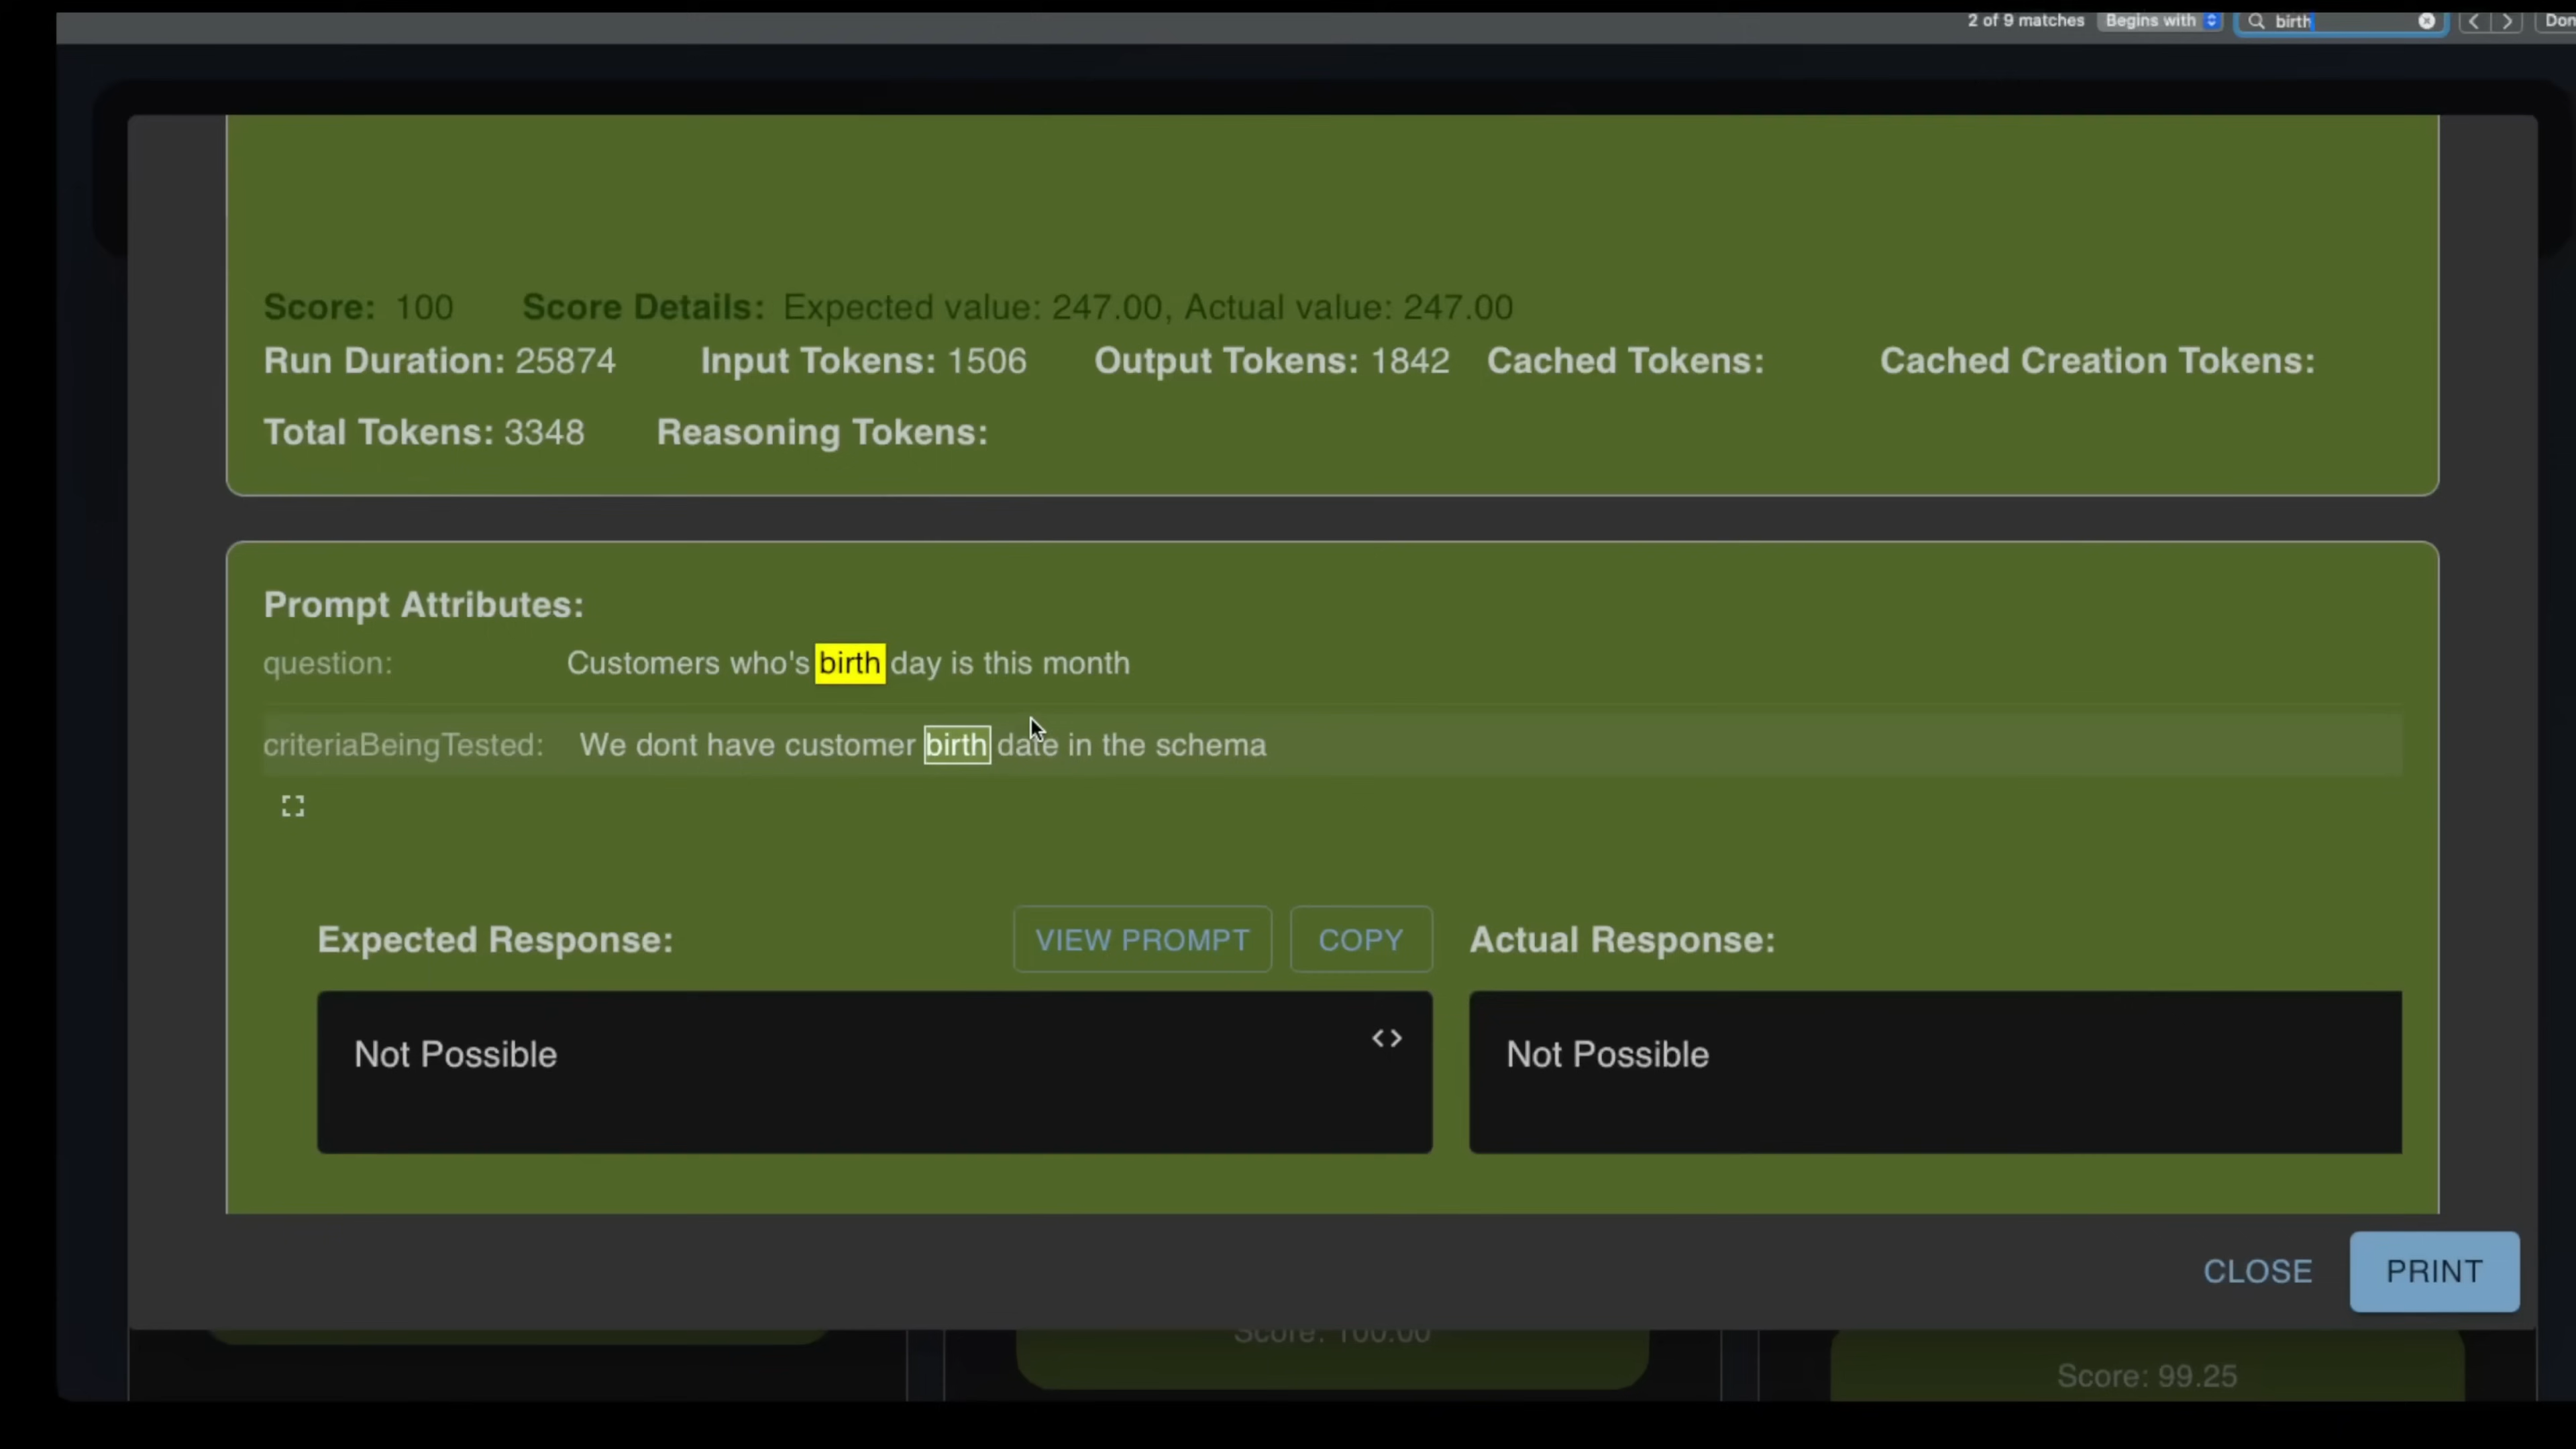 2 of 9 matches Begins with birth
Score: 100 Score Details: Expected value: 247.00, Actual value: 247.00
Run Duration: 25874 Input Tokens: 1506 Output Tokens: 1842 Cached Tokens: Cached Creation Tokens:
Total Tokens: 3348 Reasoning Tokens:
Prompt Attributes:
question: Customers who's birth day is this month
criteriaBeingTested: We dont have customer birth date in the schema
Expected Response: VIEW PROMPT COPY Actual Response:
Not Possible <> Not Possible
CLOSE PRINT
Score: 100.00
Score: 99.25